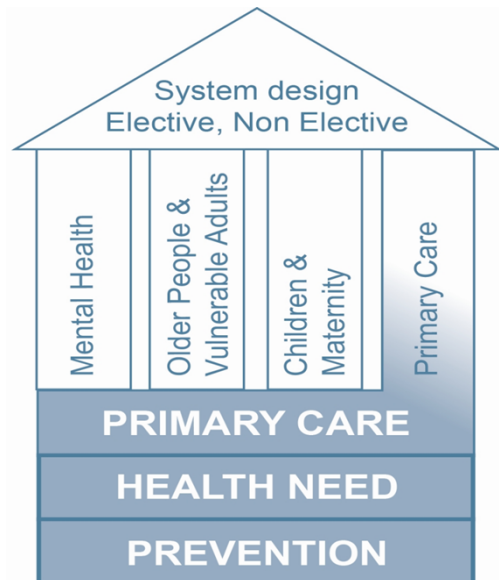 System design
Elective, Non Elective
Mental Health
Older People &
Vulnerable Adults
Children &
Maternity
Primary Care
PRIMARY CARE
HEALTH NEED
PREVENTION